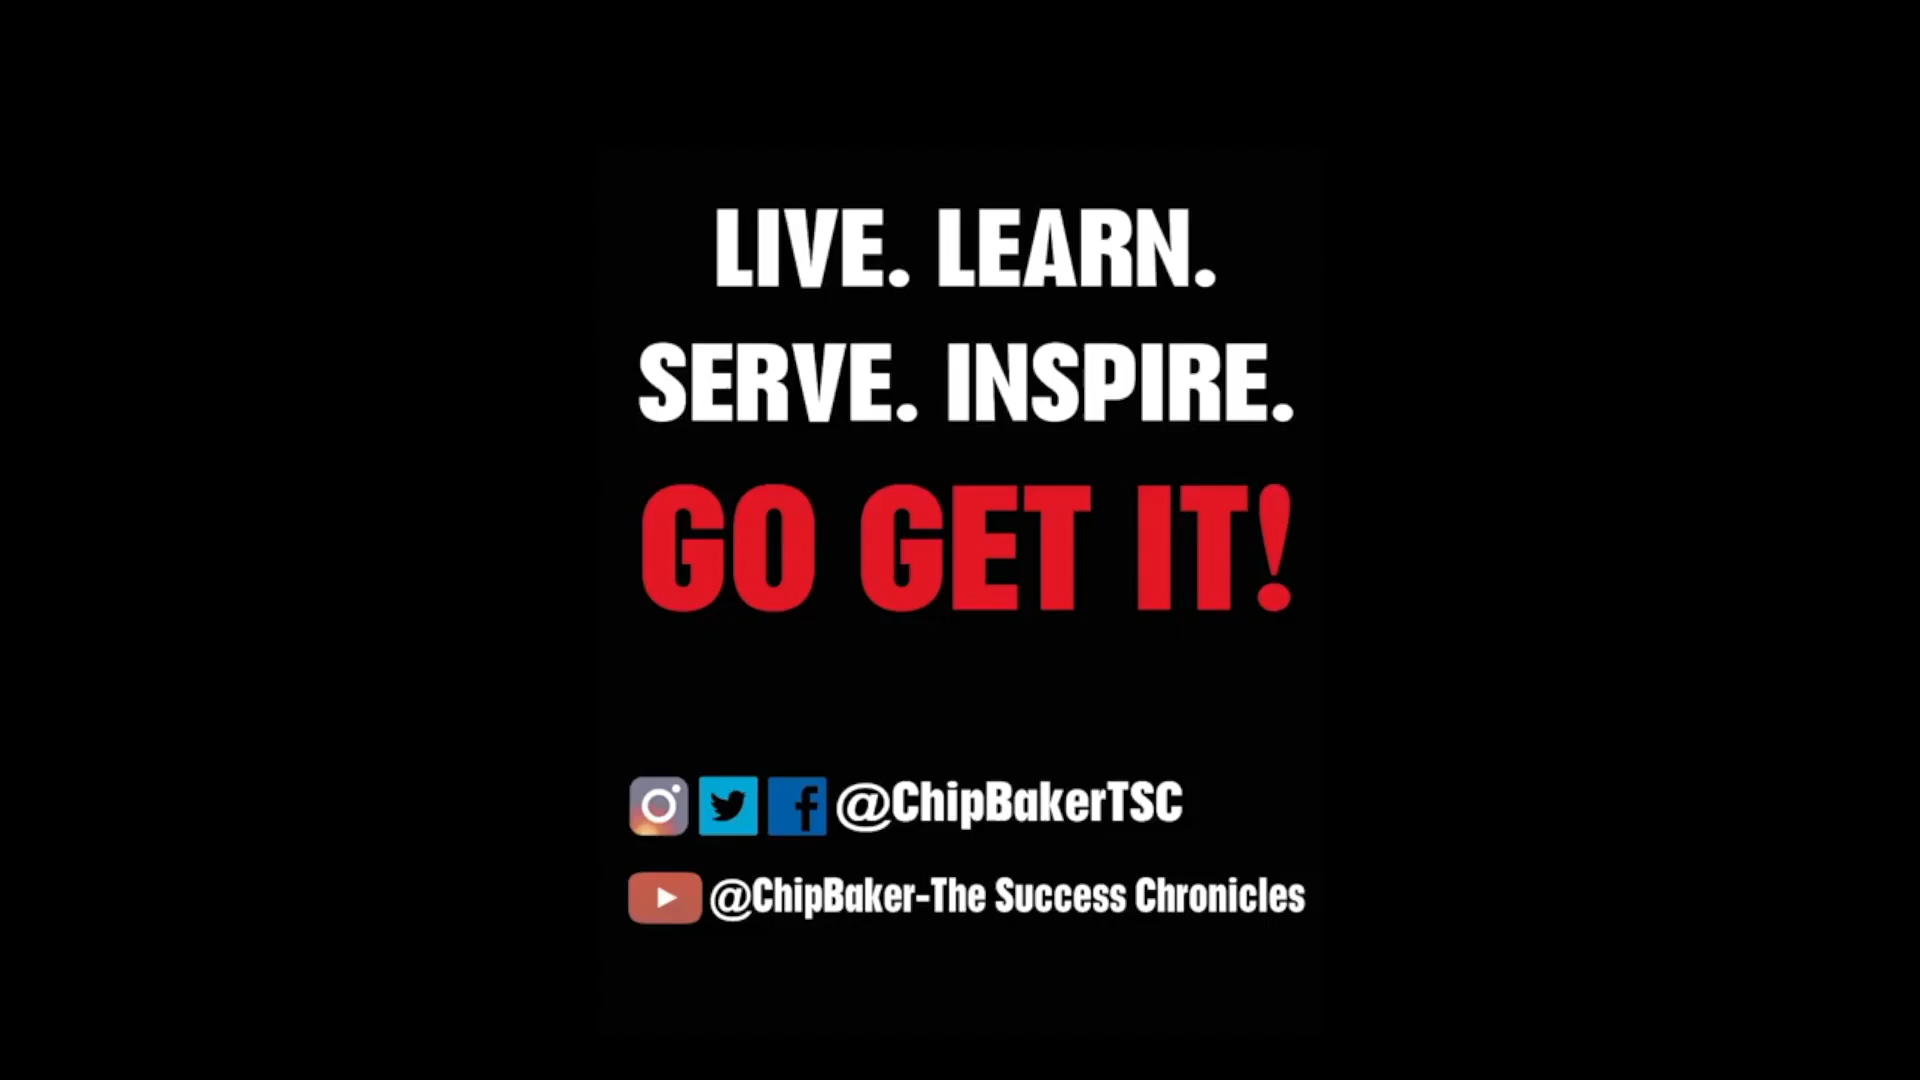 LIVE. LEARN.
SERVE. INSPIRE.
GO GET IT!
@ChipBakerTSC
@ChipBaker-The Success Chronicles